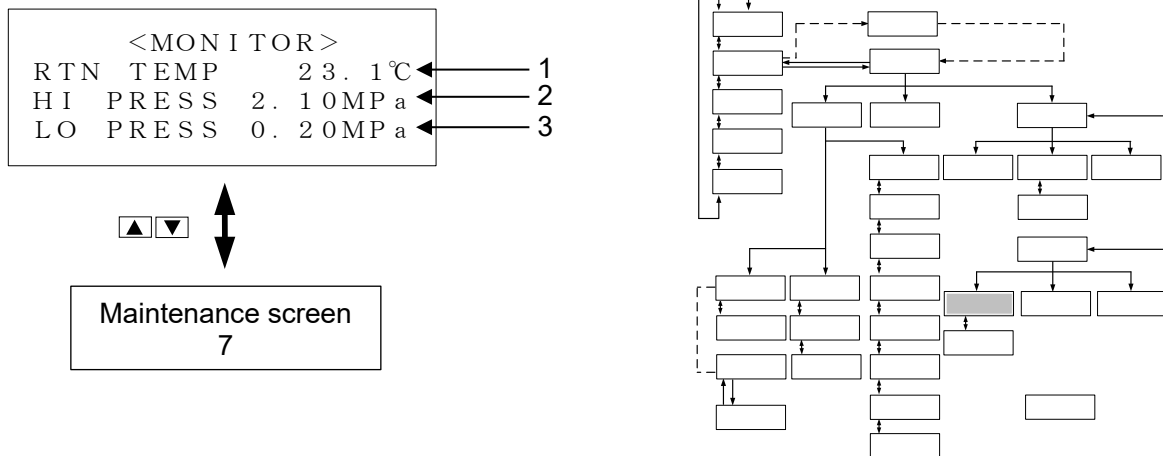 <MONITOR>
RTN TEMP 23.1℃ 1
HI PRESS 2.10MPa 2
LO PRESS 0.20MPa 3
▲ ▼
Maintenance screen
7